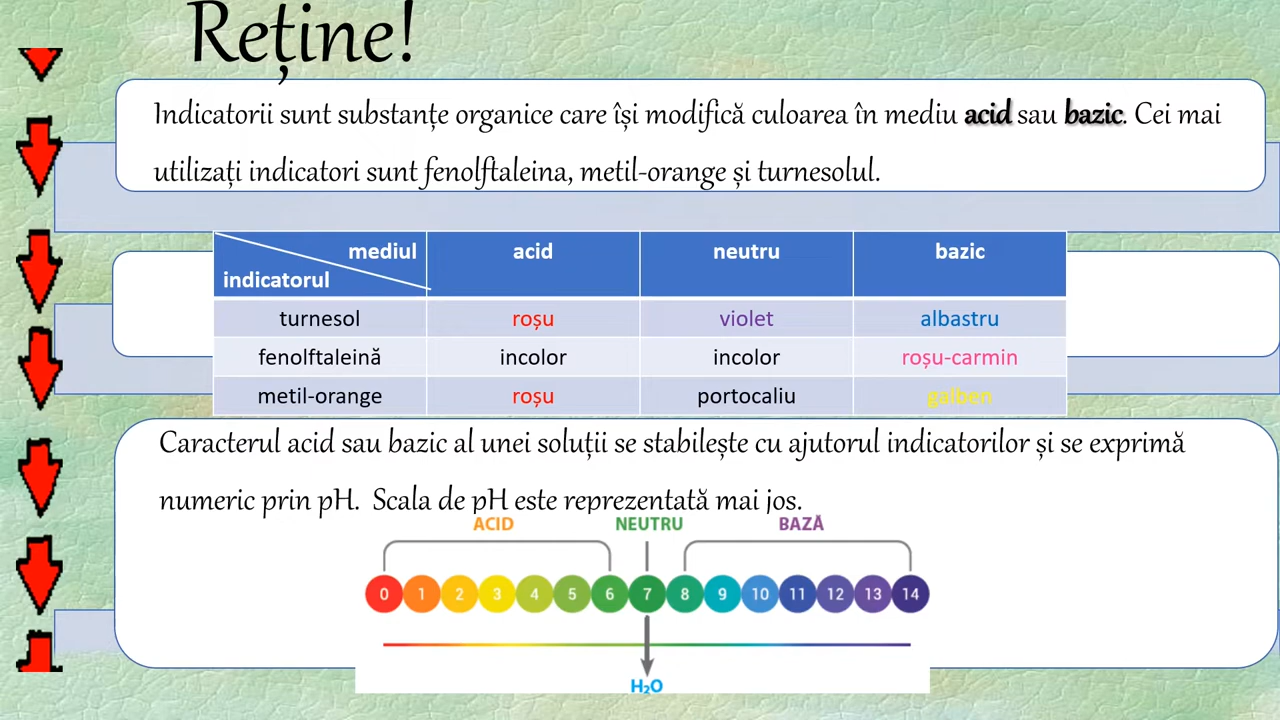 Reține!
Indicatorii sunt substanțe organice care își modifică culoarea în mediu acid sau bazic. Cei mai
utilizați indicatori sunt fenolftaleina, metil-orange și turnesolul.
mediul
indicatorul
acid
neutru
bazic
turnesol
roșu
violet
albastru
fenolftaleină
incolor
incolor
roșu-carmin
metil-orange
roșu
portocaliu
galben
Caracterul acid sau bazic al unei soluții se stabilește cu ajutorul indicatorilor și se exprimă
numeric prin pH. Scala de pH este reprezentată mai jos.
ACID NEUTRU BAZĂ
0 1 2 3 4 5 6 7 8 9 10 11 12 13 14
H₂O